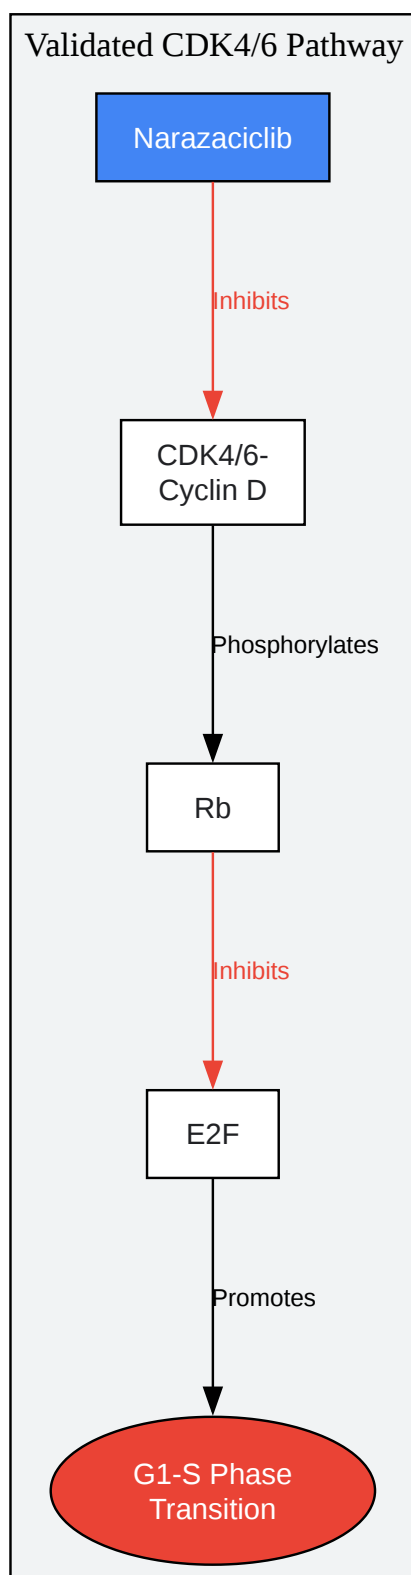 Validated CDK4/6 Pathway
Narazaciclib
Inhibits
CDK4/6-
Cyclin D
Phosphorylates
Rb
Inhibits
E2F
Promotes
G1-S Phase
Transition